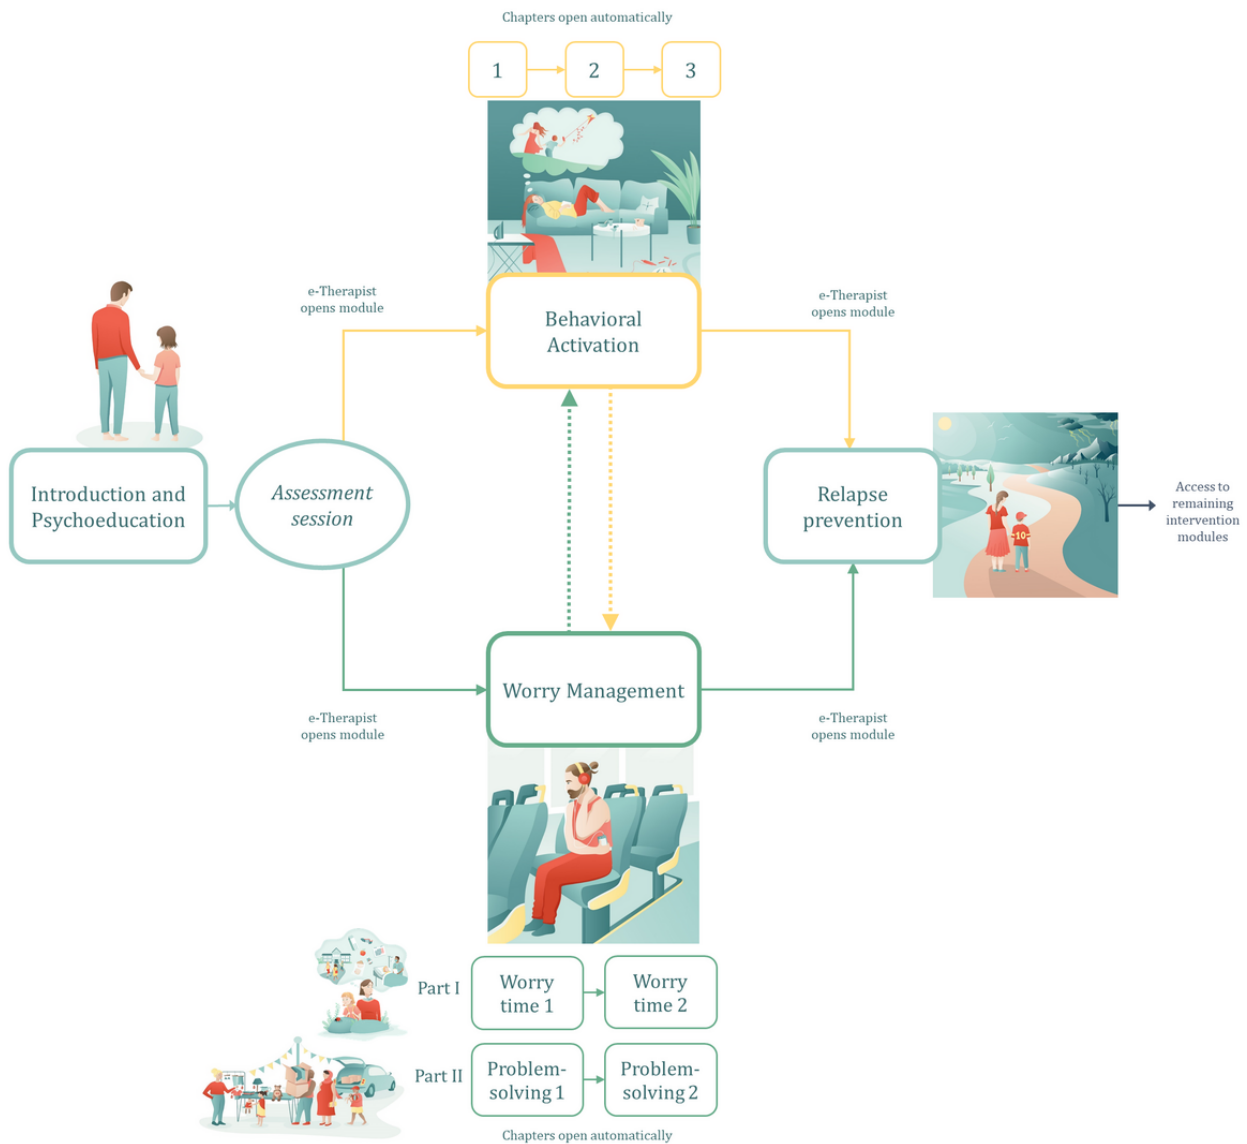 Chapters open automatically
1
2
3
e-Therapist
opens module
Behavioral
Activation
e-Therapist
opens module
Introduction and
Psychoeducation
Assessment
session
Relapse
prevention
10
Access to
remaining
intervention
modules
Worry Management
e-Therapist
opens module
e-Therapist
opens module
Part I
Worry
time 1
Worry
time 2
Part II
Problem-
solving 1
Problem-
solving 2
Chapters open automatically